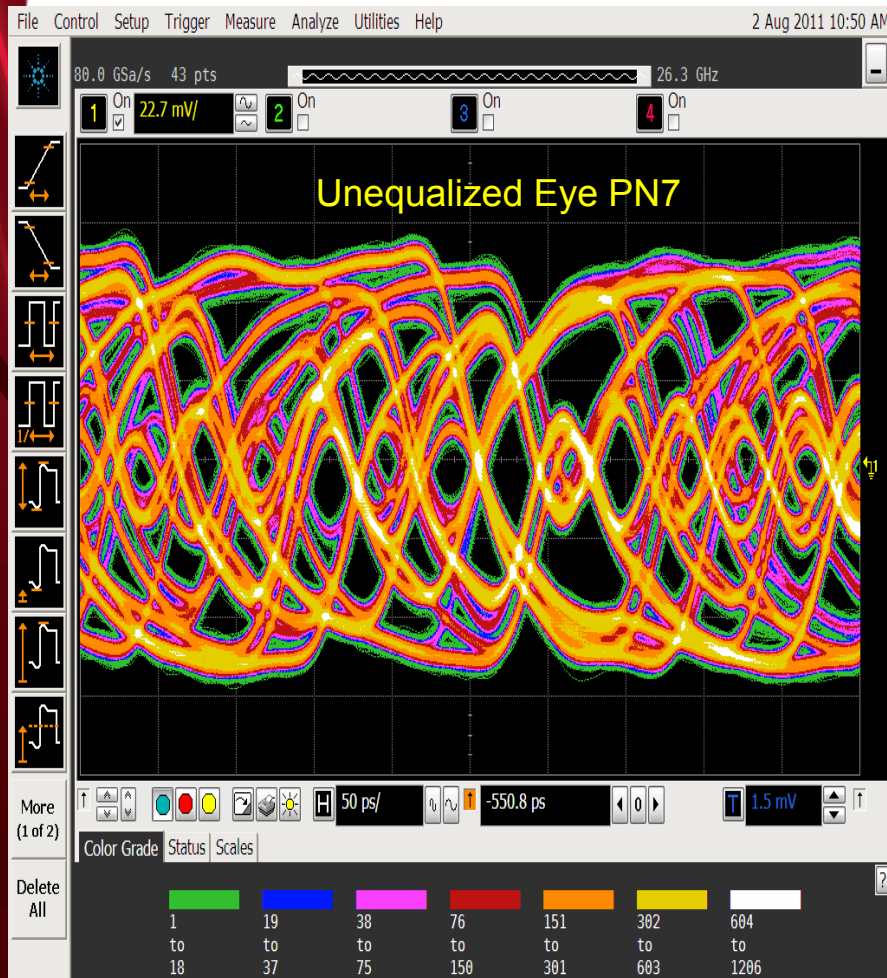 File Control Setup Trigger Measure Analyze Utilities Help 2 Aug 2011 10:50 AM
80.0 GSa/s 43 pts 26.3 GHz
1 On 22.7 mV/ 2 On 3 On 4 On
Unequalized Eye PN7
1
1/
More
(1 of 2)
Delete
All
H 50 ps/ -550.8 ps 0 T 1.5 mV
Color Grade Status Scales
?
1 19 38 76 151 302 604
to to to to to to to
18 37 75 150 301 603 1206